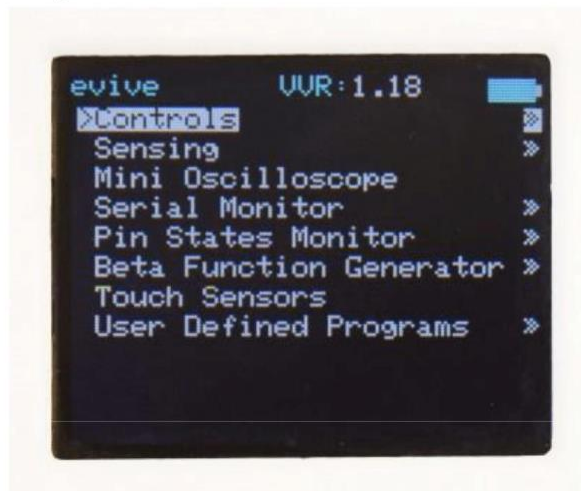 evive VVR:1.18
>Controls »
Sensing »
Mini Oscilloscope
Serial Monitor »
Pin States Monitor »
Beta Function Generator »
Touch Sensors
User Defined Programs »